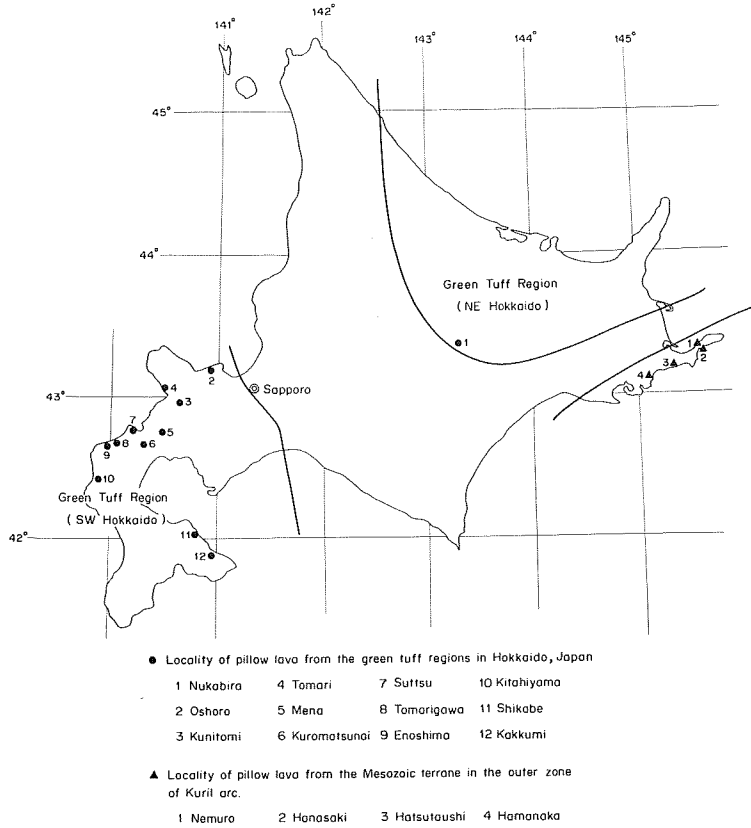 141°
142°
143°
144°
145°
45°
44°
Green Tuff Region
(NE Hokkaido)
1
1
2
3
4
2
4
43°
Sapporo
3
7
5
8
6
9
10
Green Tuff Region
(SW Hokkaido)
11
42°
12
● Locality of pillow lava from the green tuff regions in Hokkaido, Japan
1 Nukabira 4 Tomari 7 Suttsu 10 Kitahiyama
2 Oshoro 5 Mena 8 Tomarigawa 11 Shikabe
3 Kunitomi 6 Kuromatsunai 9 Enoshima 12 Kakkumi
▲ Locality of pillow lava from the Mesozoic terrane in the outer zone
of Kuril arc.
1 Nemuro 2 Hanasaki 3 Hatsutaushi 4 Hamanaka